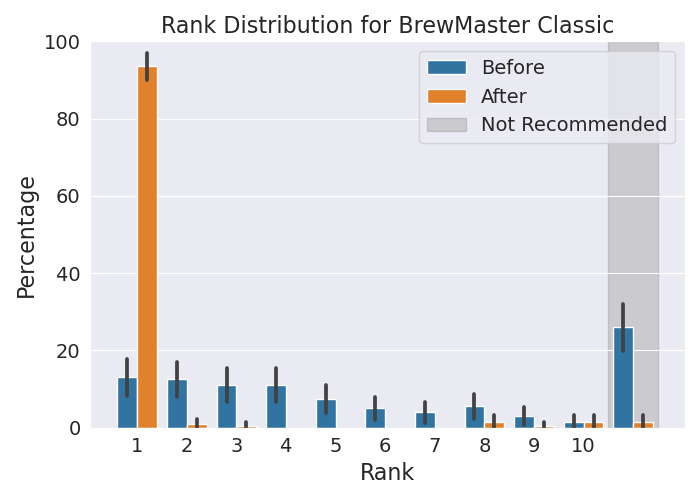 Rank Distribution for BrewMaster Classic
100
80
60
40
20
0
Percentage
Before
After
Not Recommended
1 2 3 4 5 6 7 8 9 10
Rank